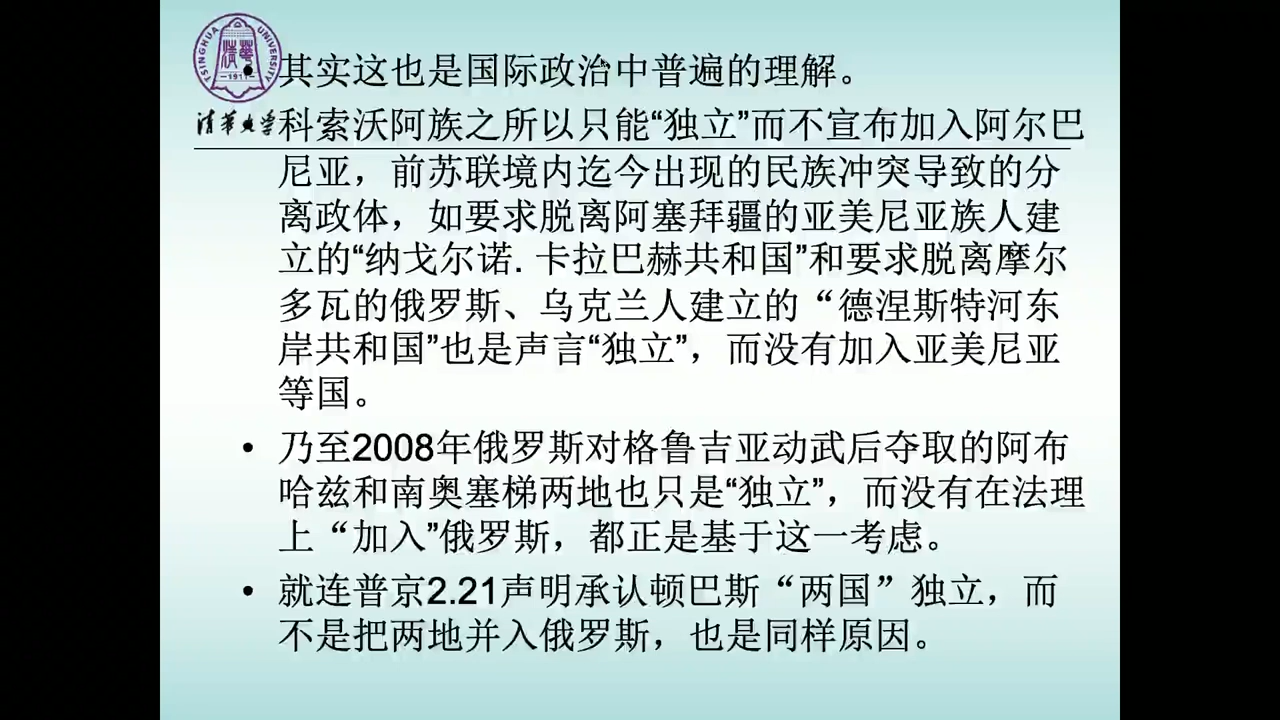 TSINGHUA UNIVERSITY
清華
—1911—
清華大学
• 其实这也是国际政治中普遍的理解。
科索沃阿族之所以只能“独立”而不宣布加入阿尔巴
尼亚，前苏联境内迄今出现的民族冲突导致的分
离政体，如要求脱离阿塞拜疆的亚美尼亚族人建
立的“纳戈尔诺. 卡拉巴赫共和国”和要求脱离摩尔
多瓦的俄罗斯、乌克兰人建立的“德涅斯特河东
岸共和国”也是声言“独立”，而没有加入亚美尼亚
等国。
• 乃至2008年俄罗斯对格鲁吉亚动武后夺取的阿布
哈兹和南奥塞梯两地也只是“独立”，而没有在法理
上“加入”俄罗斯，都正是基于这一考虑。
• 就连普京2.21声明承认顿巴斯“两国”独立，而
不是把两地并入俄罗斯，也是同样原因。